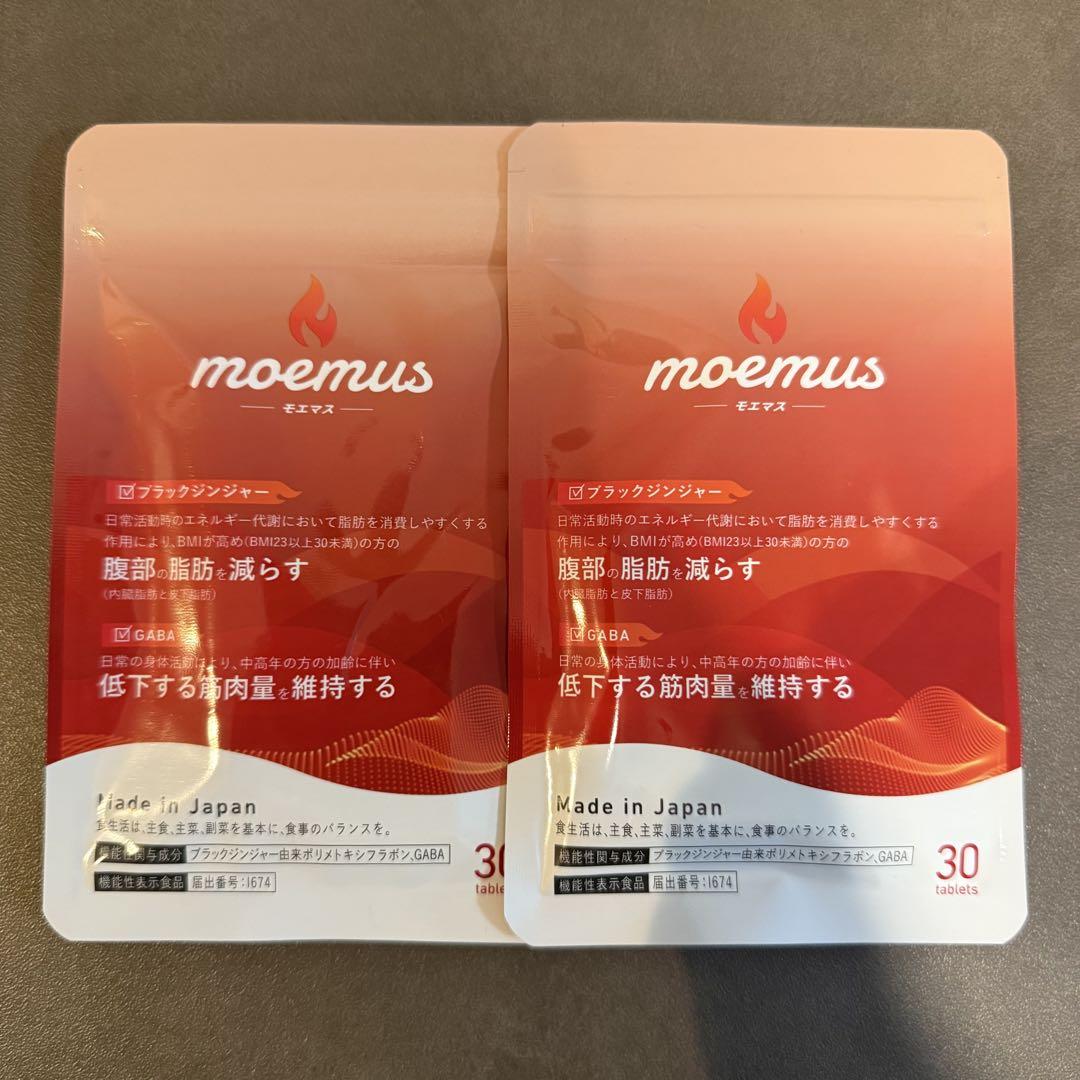 moemus
モエマス
ブラックジンジャー
日常活動時のエネルギー代謝において脂肪を消費しやすくする
作用により、BMIが高め(BMI23以上30未満)の方の
腹部の脂肪を減らす
(内臓脂肪と皮下脂肪)
GABA
日常の身体活動により、中高年の方の加齢に伴い
低下する筋肉量を維持する
Made in Japan
食生活は、主食、主菜、副菜を基本に、食事のバランスを。
機能性関与成分 ブラックジンジャー由来ポリメトキシフラボン、GABA
機能性表示食品 届出番号:I674
30
moemus
モエマス
ブラックジンジャー
日常活動時のエネルギー代謝において脂肪を消費しやすくする
作用により、BMIが高め(BMI23以上30未満)の方の
腹部の脂肪を減らす
(内臓脂肪と皮下脂肪)
GABA
日常の身体活動により、中高年の方の加齢に伴い
低下する筋肉量を維持する
Made in Japan
食生活は、主食、主菜、副菜を基本に、食事のバランスを。
機能性関与成分 ブラックジンジャー由来ポリメトキシフラボン、GABA
機能性表示食品 届出番号:I674
30
tablets